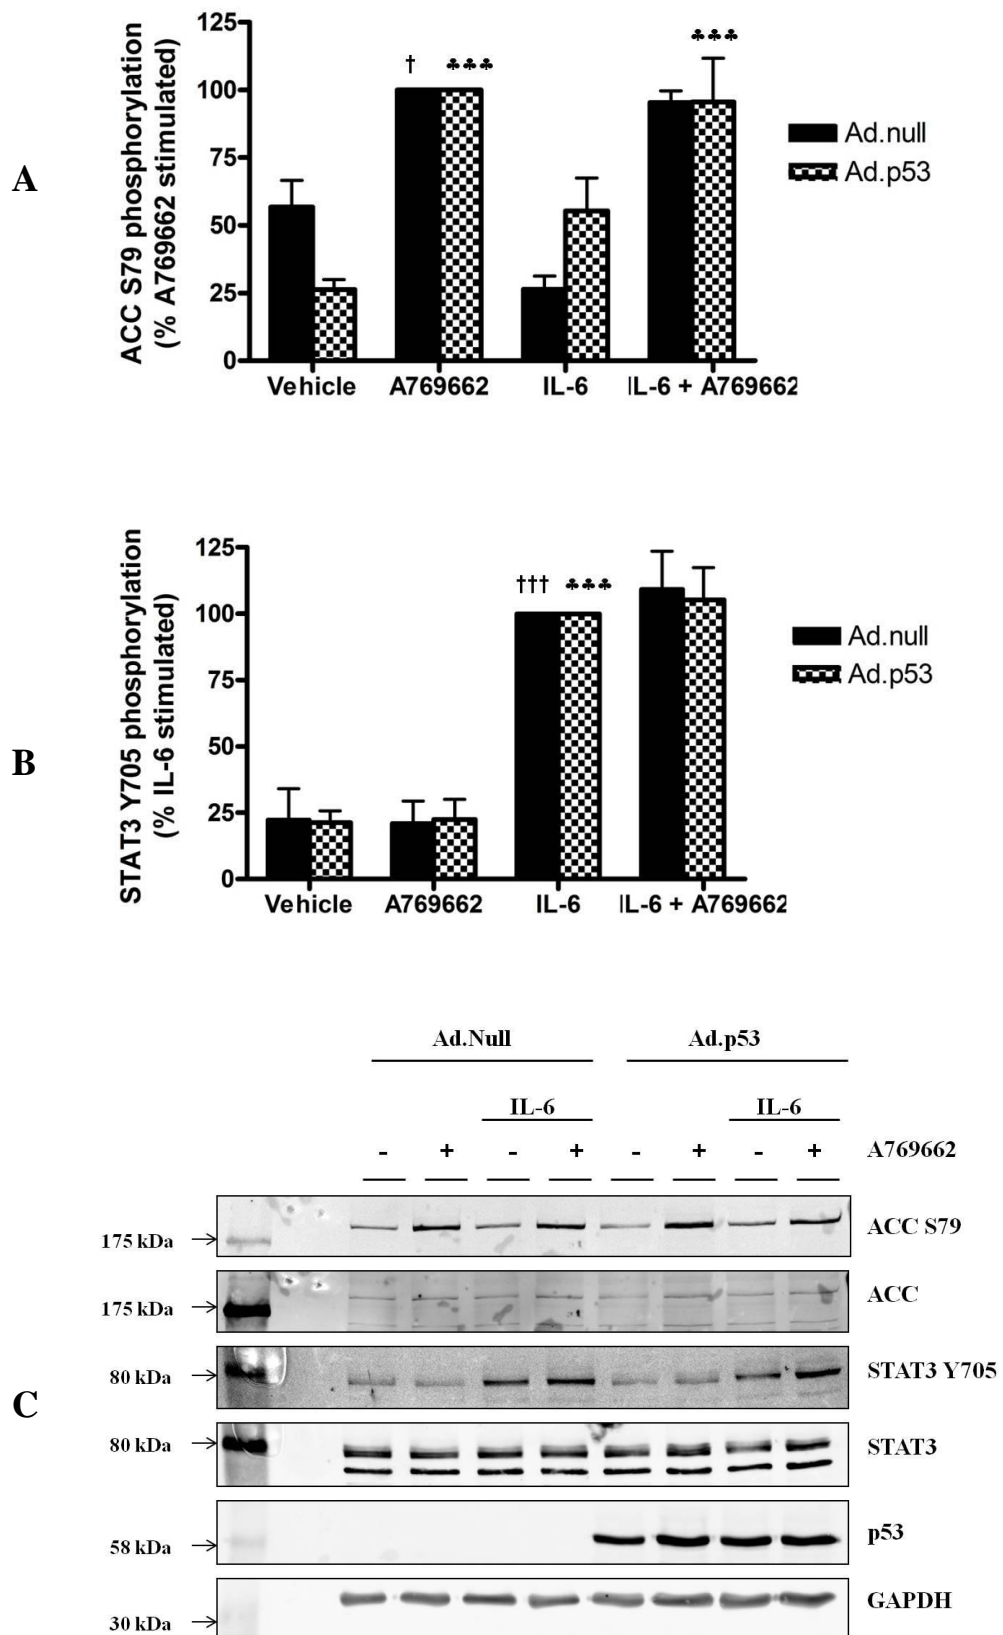 A
ACC S79 phosphorylation
(% A769662 stimulated)
125
100
75
50
25
0
† ♣♣♣
♣♣♣
Vehicle A769662 IL-6 IL-6 + A769662
Ad.null
Ad.p53
B
STAT3 Y705 phosphorylation
(% IL-6 stimulated)
125
100
75
50
25
0
††† ♣♣♣
Vehicle A769662 IL-6 IL-6 + A769662
Ad.null
Ad.p53
C
Ad.Null Ad.p53
IL-6 IL-6
- + - + - + - + A769662
175 kDa ACC S79
175 kDa ACC
80 kDa STAT3 Y705
80 kDa STAT3
58 kDa p53
30 kDa GAPDH